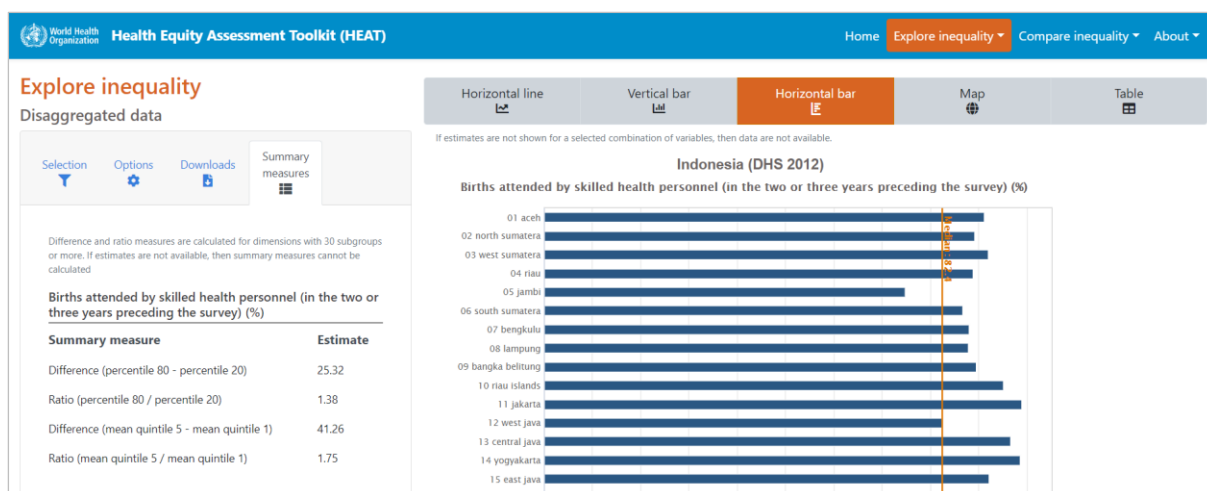 World Health Organization Health Equity Assessment Toolkit (HEAT) Home Explore inequality Compare inequality About
Explore inequality
Disaggregated data
Selection Options Downloads Summary measures
Difference and ratio measures are calculated for dimensions with 30 subgroups
or more. If estimates are not available, then summary measures cannot be
calculated
Births attended by skilled health personnel (in the two or
three years preceding the survey) (%)
Summary measure Estimate
Difference (percentile 80 - percentile 20) 25.32
Ratio (percentile 80 / percentile 20) 1.38
Difference (mean quintile 5 - mean quintile 1) 41.26
Ratio (mean quintile 5 / mean quintile 1) 1.75
Horizontal line Vertical bar Horizontal bar Map Table
If estimates are not shown for a selected combination of variables, then data are not available.
Indonesia (DHS 2012)
Births attended by skilled health personnel (in the two or three years preceding the survey) (%)
01 aceh
02 north sumatera
03 west sumatera
04 riau
05 jambi
06 south sumatera
07 bengkulu
08 lampung
09 bangka belitung
10 riau islands
11 jakarta
12 west java
13 central java
14 yogyakarta
15 east java